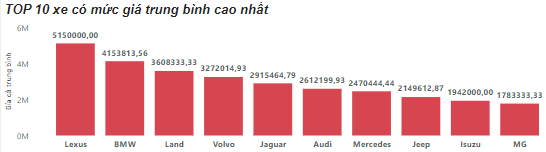 TOP 10 xe có mức giá trung bình cao nhất
6M
5150000,00
4153813,56
3608333,33
3272014,93
2915464,79
2612199,93
2470444,44
2149612,87
1942000,00
1783333,33
4M
2M
0M
Gía cả trung bình
Lexus BMW Land Volvo Jaguar Audi Mercedes Jeep Isuzu MG